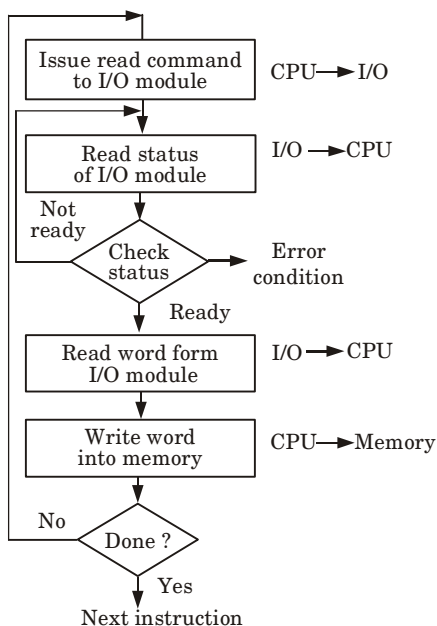 Issue read command
to I/O module
CPU → I/O
Read status
of I/O module
I/O → CPU
Not
ready
Check
status
Error
condition
Ready
Read word form
I/O module
I/O → CPU
Write word
into memory
CPU → Memory
No
Done ?
Yes
Next instruction